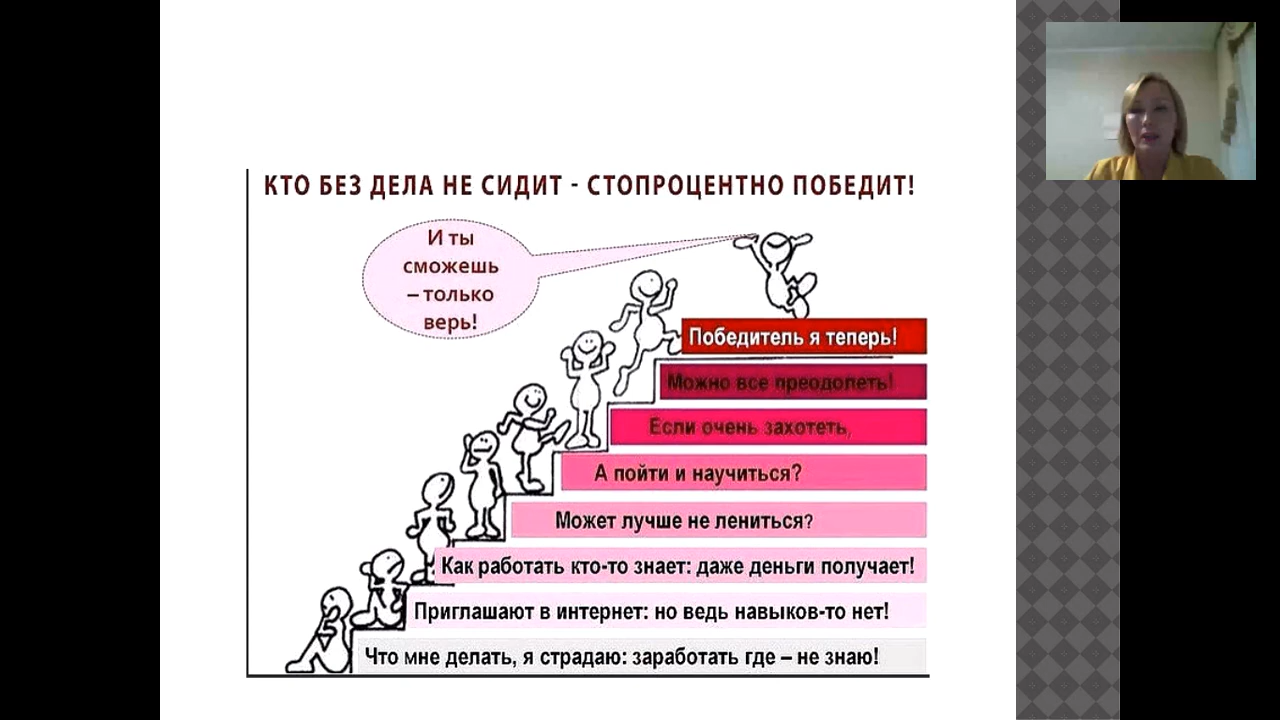 КТО БЕЗ ДЕЛА НЕ СИДИТ - СТОПРОЦЕНТНО ПОБЕДИТ!
И ты
сможешь
– только
верь!
Победитель я теперь!
Можно все преодолеть!
Если очень захотеть,
А пойти и научиться?
Может лучше не лениться?
Как работать кто-то знает: даже деньги получает!
Приглашают в интернет: но ведь навыков-то нет!
Что мне делать, я страдаю: заработать где – не знаю!